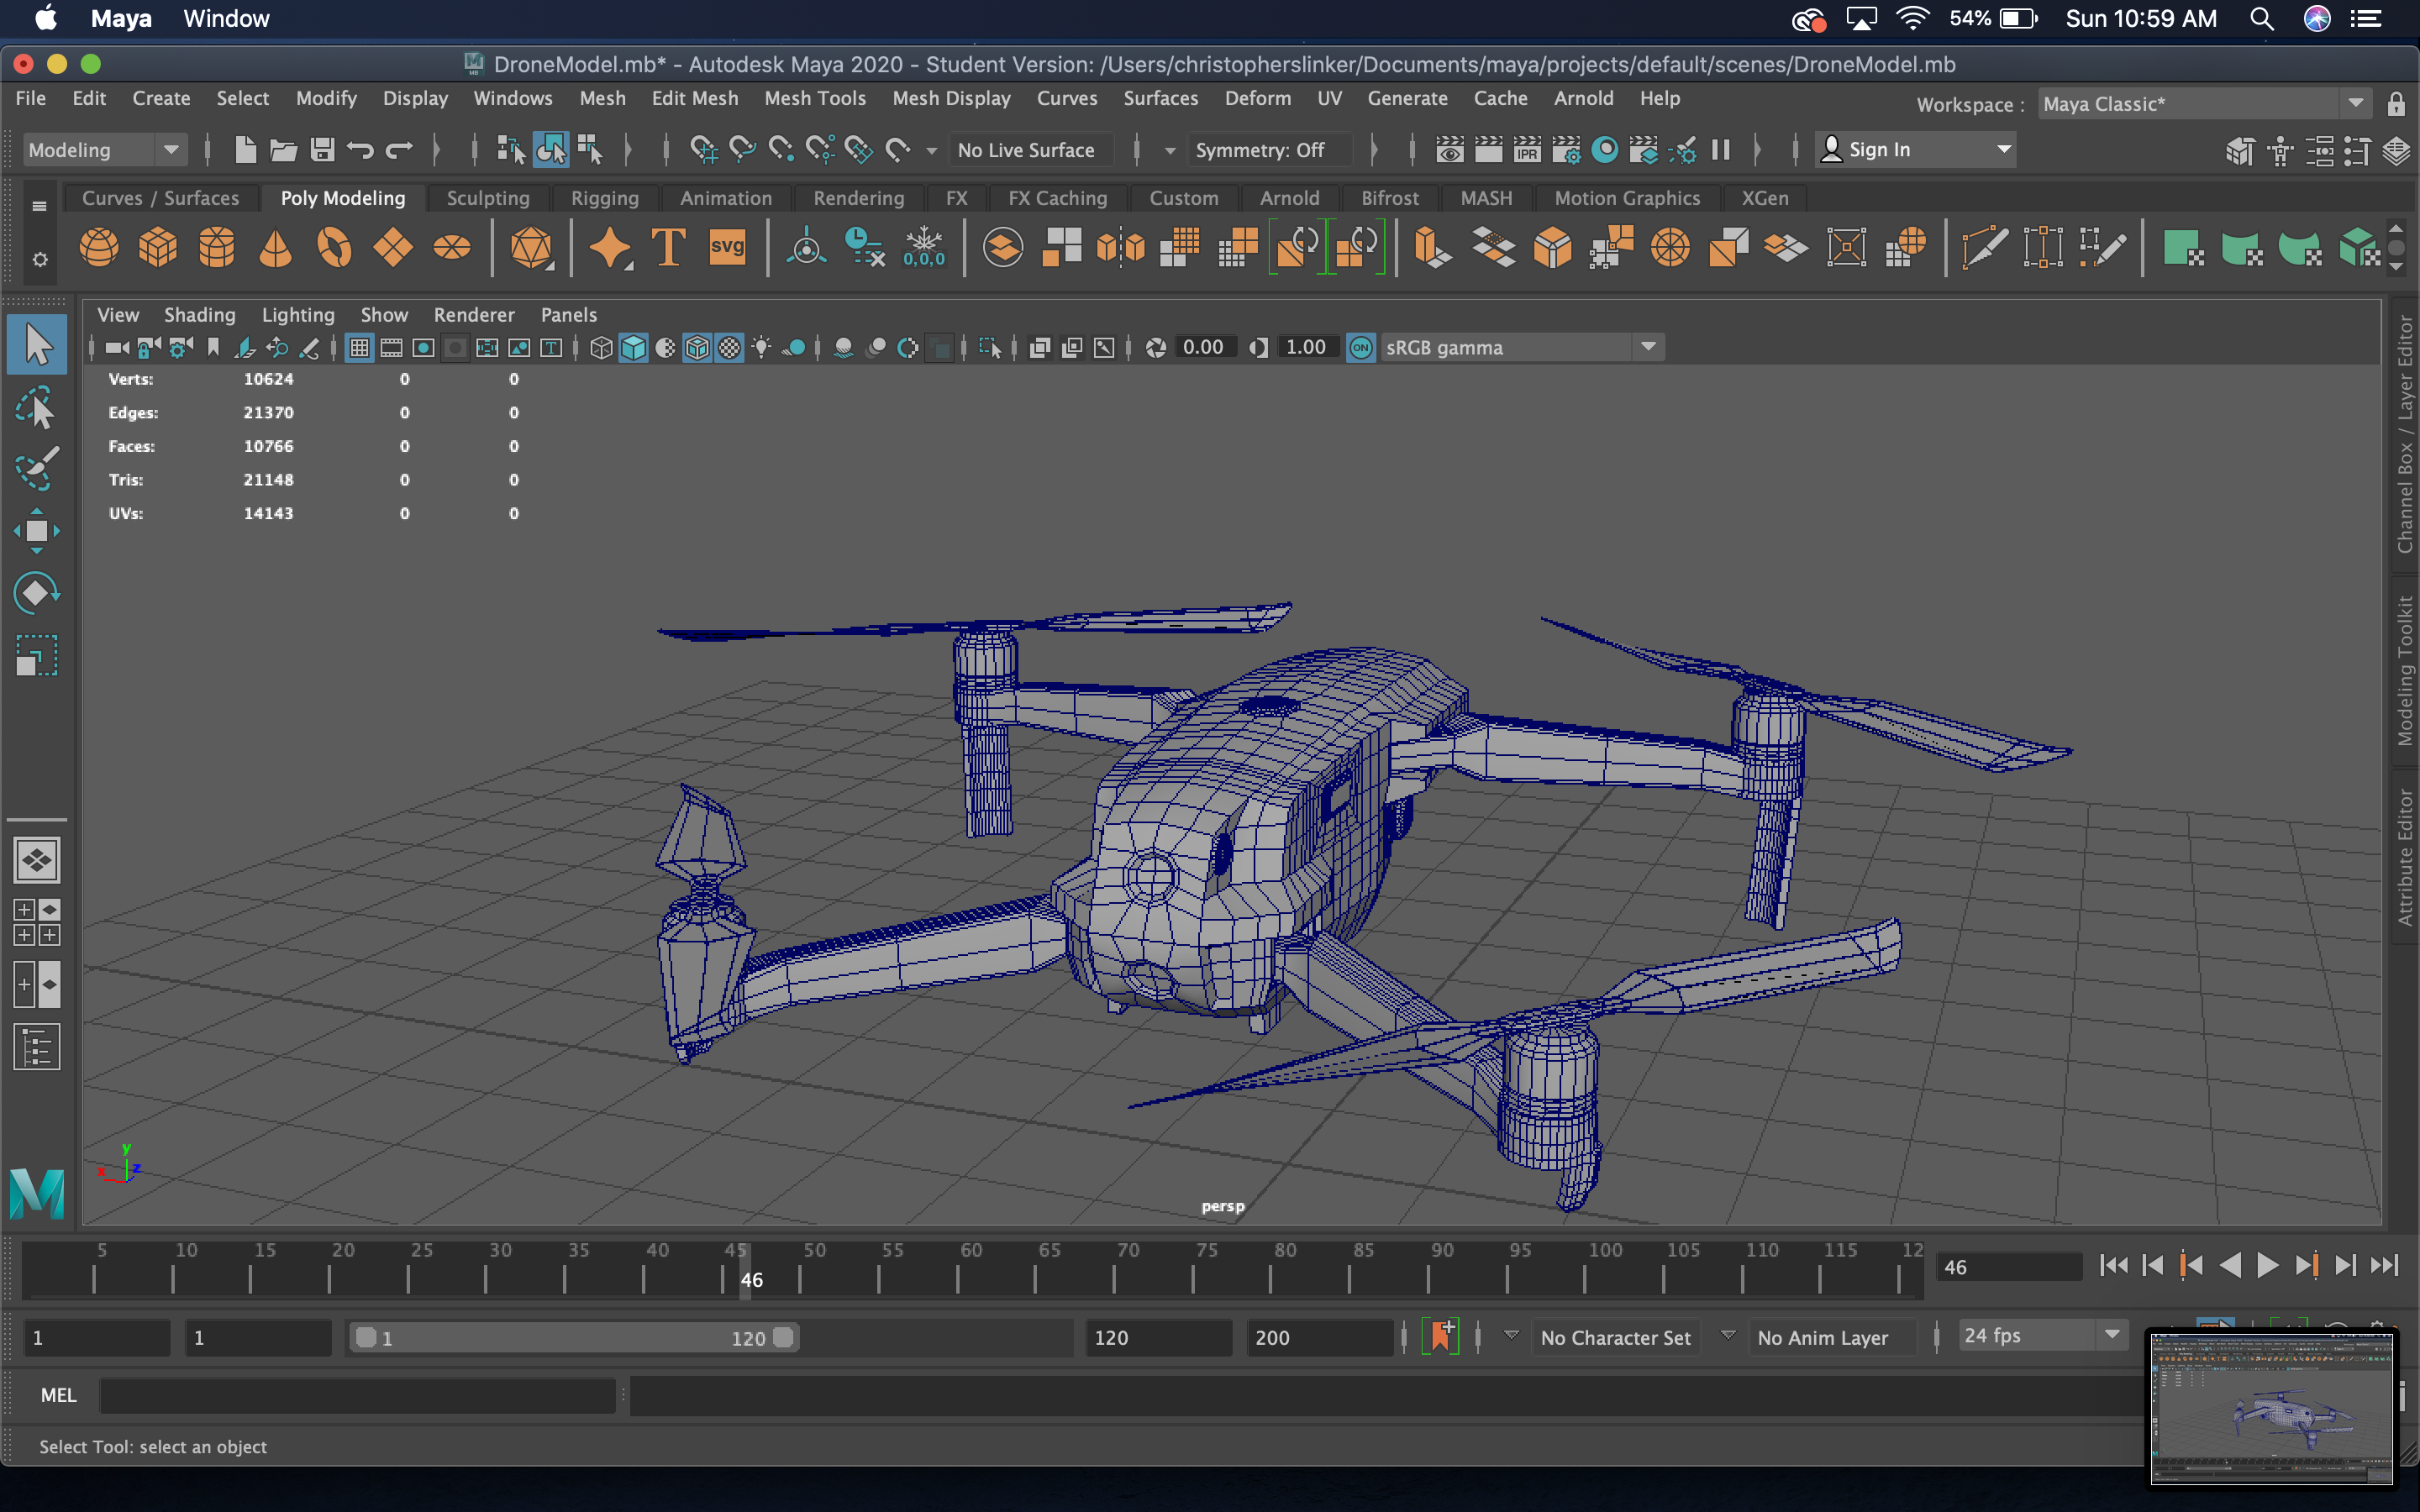 Maya Window 54% Sun 10:59 AM
DroneModel.mb* - Autodesk Maya 2020 - Student Version: /Users/christopherslinker/Documents/maya/projects/default/scenes/DroneModel.mb
File Edit Create Select Modify Display Windows Mesh Edit Mesh Mesh Tools Mesh Display Curves Surfaces Deform UV Generate Cache Arnold Help Workspace : Maya Classic*
Modeling No Live Surface Symmetry: Off IPR Sign In
Curves / Surfaces Poly Modeling Sculpting Rigging Animation Rendering FX FX Caching Custom Arnold Bifrost MASH Motion Graphics XGen
T svg 0,0,0
View Shading Lighting Show Renderer Panels
T 0.00 1.00 ON sRGB gamma
Verts: 10624 0 0
Edges: 21370 0 0
Faces: 10766 0 0
Tris: 21148 0 0
UVs: 14143 0 0
Channel Box / Layer Editor
Modeling Toolkit
Attribute Editor
y
x z
persp
5 10 15 20 25 30 35 40 45 50 55 60 65 70 75 80 85 90 95 100 105 110 115 12
46 46
1 1 1 120 120 200 No Character Set No Anim Layer 24 fps
MEL
Select Tool: select an object